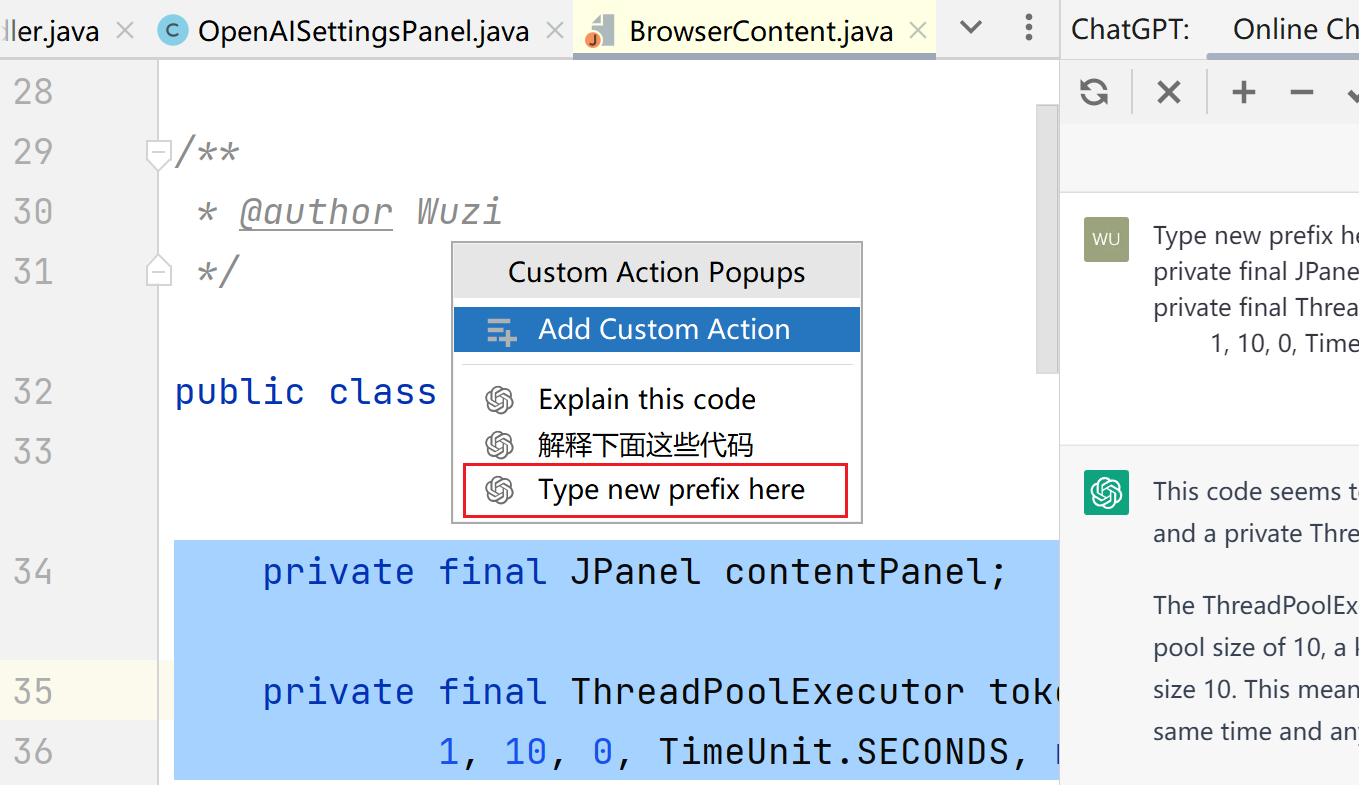 dler.java
OpenAISettingsPanel.java
BrowserContent.java
ChatGPT:
Online Ch
28
29 /**
30 * @author Wuzi
31 */
32 public class
33
34 private final JPanel contentPanel;
35 private final ThreadPoolExecutor toke
36 1, 10, 0, TimeUnit.SECONDS,
Custom Action Popups
Add Custom Action
Explain this code
解释下面这些代码
Type new prefix here
WU
Type new prefix he
private final JPane
private final Threa
1, 10, 0, Time
This code seems to
and a private Thre
The ThreadPoolExe
pool size of 10, a k
size 10. This mean
same time and any